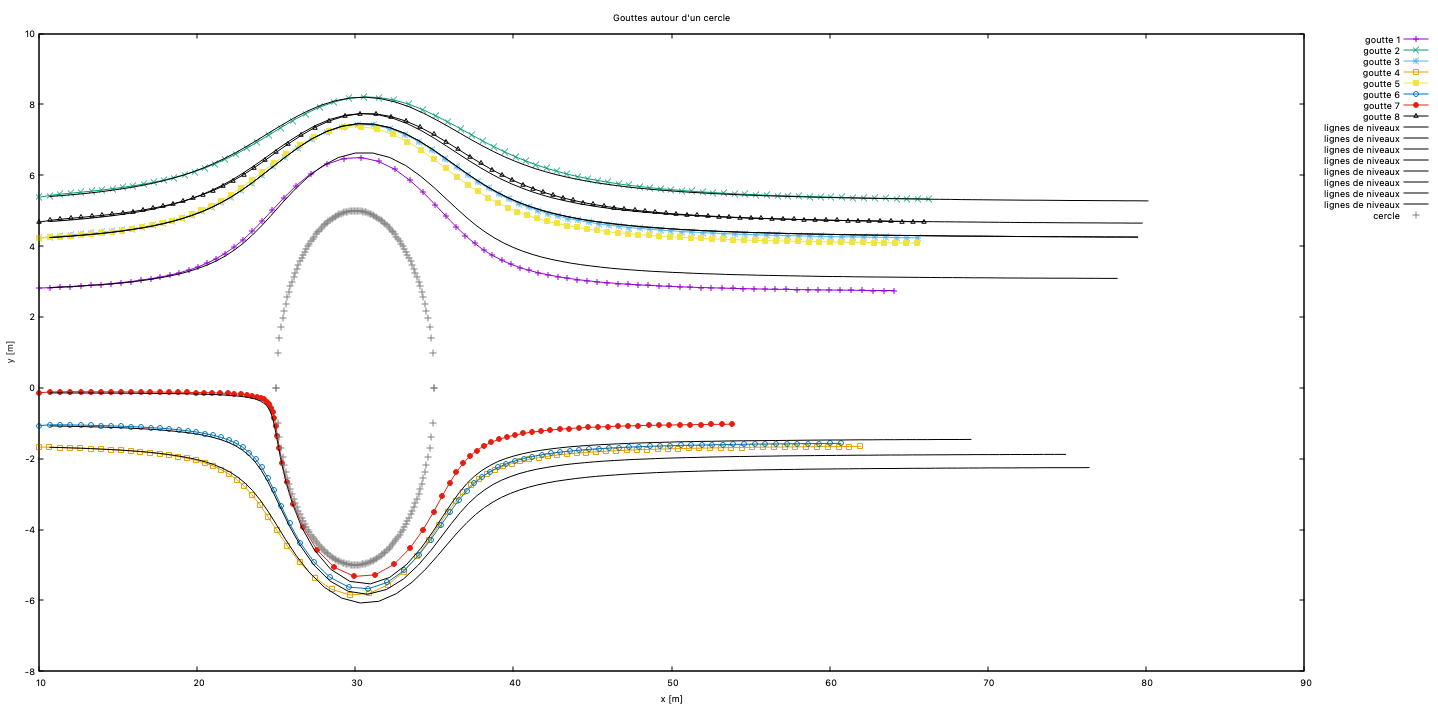 Gouttes autour d'un cercle
goutte 1
goutte 2
goutte 3
goutte 4
goutte 5
goutte 6
goutte 7
goutte 8
lignes de niveaux
lignes de niveaux
lignes de niveaux
lignes de niveaux
lignes de niveaux
lignes de niveaux
lignes de niveaux
lignes de niveaux
cercle
10
8
6
4
2
0
-2
-4
-6
-8
y [m]
10 20 30 40 50 60 70 80 90
x [m]